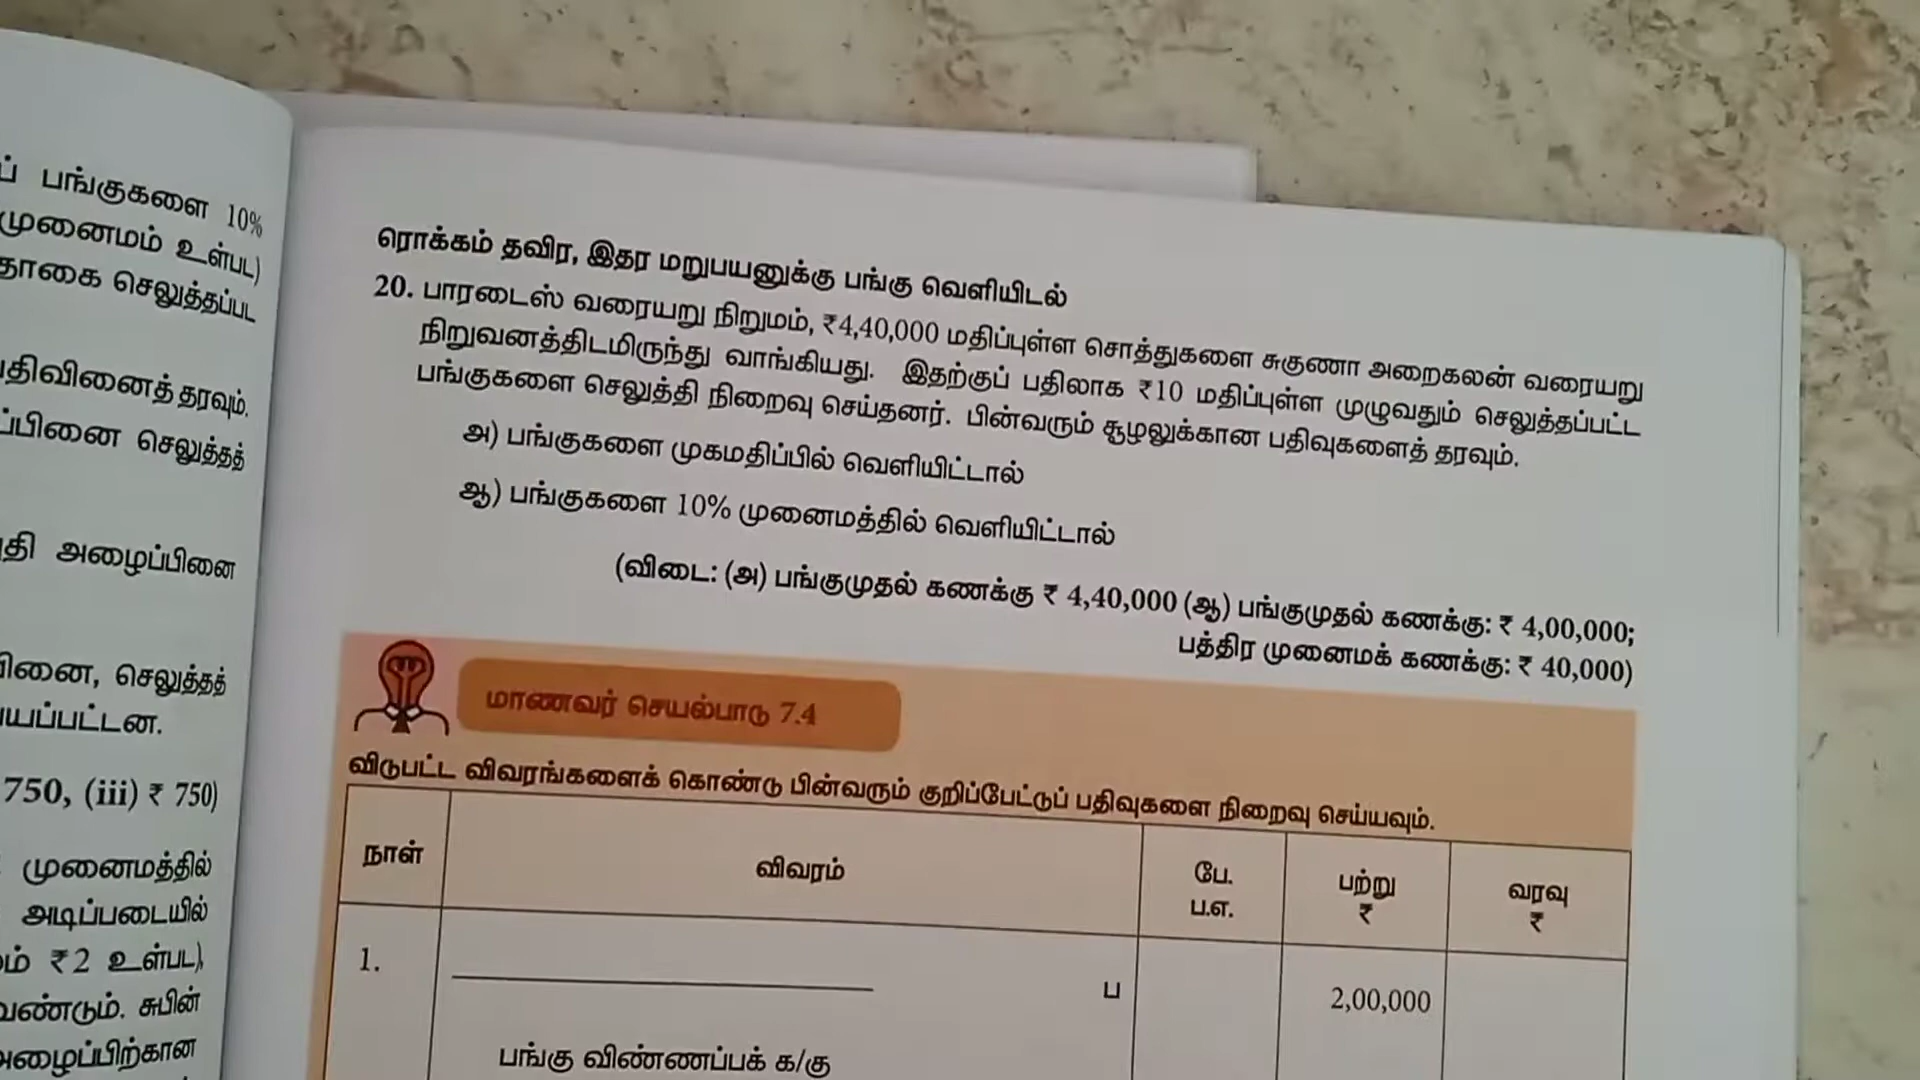 ப் பங்குகளை 10%
முனைமம் உள்பட)
தொகை செலுத்தப்பட
பதிவினைத் தரவும்.
ப்பினை செலுத்தத்
தி அழைப்பினை
பினை, செலுத்தத்
யப்பட்டன.
750, (iii) ₹ 750)
முனைமத்தில்
அடிப்படையில்
ம் ₹2 உள்பட),
வண்டும். சுபின்
அழைப்பிற்கான
ரொக்கம் தவிர, இதர மறுபயனுக்கு பங்கு வெளியிடல்
20. பாரடைஸ் வரையறு நிறுமம், ₹4,40,000 மதிப்புள்ள சொத்துகளை சுகுணா அறைகலன் வரையறு
நிறுவனத்திடமிருந்து வாங்கியது. இதற்குப் பதிலாக ₹10 மதிப்புள்ள முழுவதும் செலுத்தப்பட்ட
பங்குகளை செலுத்தி நிறைவு செய்தனர். பின்வரும் சூழலுக்கான பதிவுகளைத் தரவும்.
அ) பங்குகளை முகமதிப்பில் வெளியிட்டால்
ஆ) பங்குகளை 10% முனைமத்தில் வெளியிட்டால்
(விடை: (அ) பங்குமுதல் கணக்கு ₹ 4,40,000 (ஆ) பங்குமுதல் கணக்கு: ₹ 4,00,000;
பத்திர முனைமக் கணக்கு: ₹ 40,000)
மாணவர் செயல்பாடு 7.4
விடுபட்ட விவரங்களைக் கொண்டு பின்வரும் குறிப்பேட்டுப் பதிவுகளை நிறைவு செய்யவும்.
நாள் விவரம் பே. ப.எ. பற்று ₹ வரவு ₹
1. ப 2,00,000
பங்கு விண்ணப்பக் க/கு